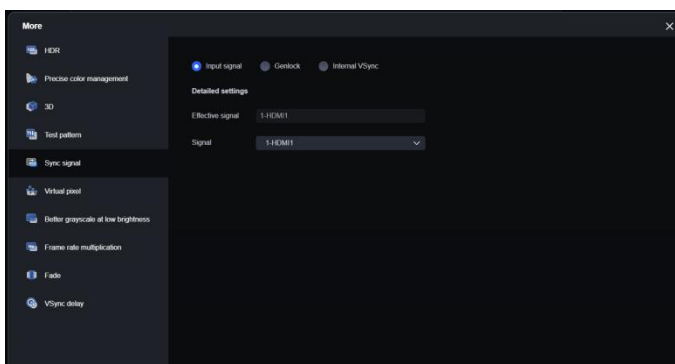 More
HDR
Precise color management
3D
Test pattern
Sync signal
Virtual pixel
Better grayscale at low brightness
Frame rate multiplication
Fade
VSync delay
Input signal Genlock Internal VSync
Detailed settings
Effective signal 1-HDMI1
Signal 1-HDMI1